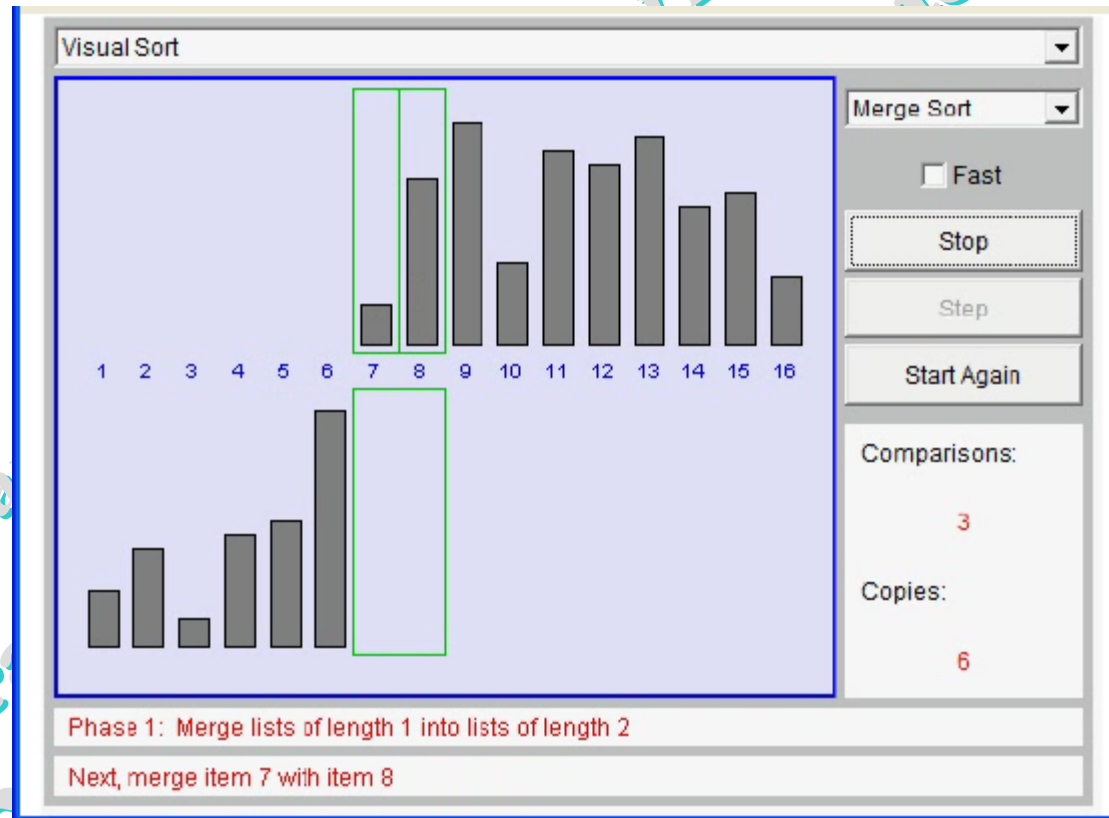 Visual Sort
Merge Sort
Fast
Stop
Step
Start Again
1 2 3 4 5 6 7 8 9 10 11 12 13 14 15 16
Comparisons:
3
Copies:
6
Phase 1: Merge lists of length 1 into lists of length 2
Next, merge item 7 with item 8